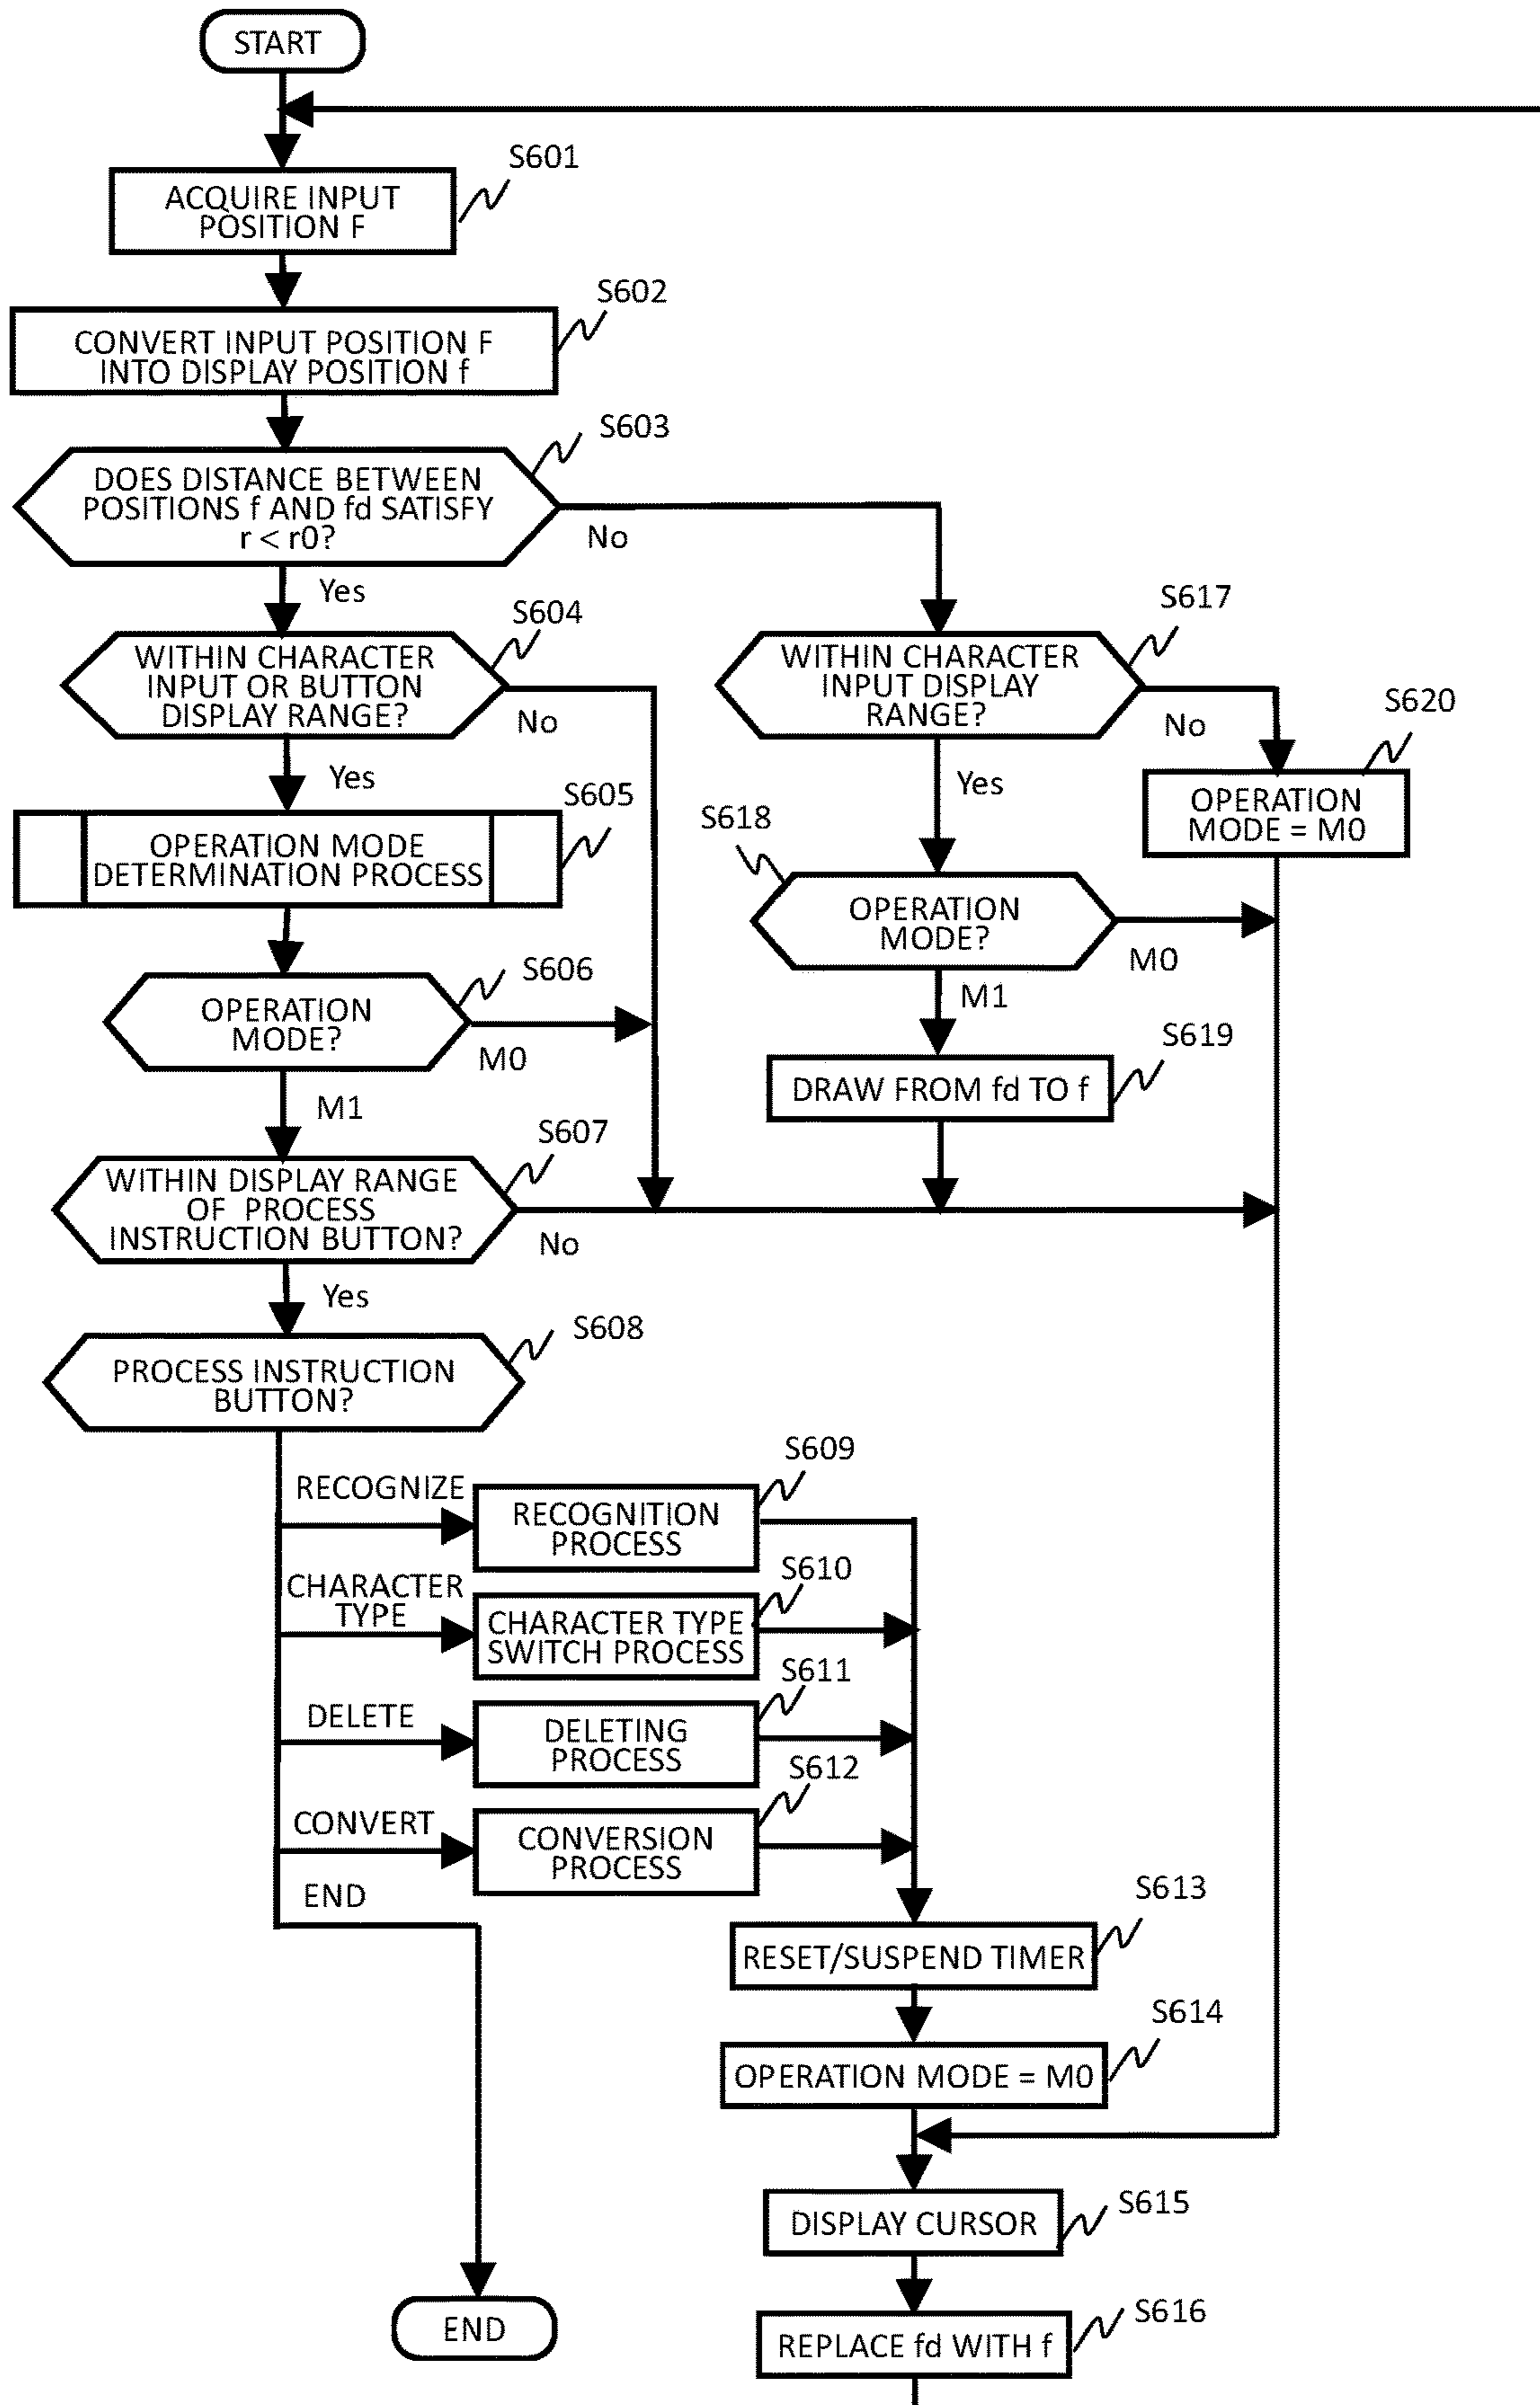 START
S601
ACQUIRE INPUT
POSITION F
S602
CONVERT INPUT POSITION F
INTO DISPLAY POSITION f
S603
DOES DISTANCE BETWEEN
POSITIONS f AND fd SATISFY
r < r0?
No
Yes
S604
WITHIN CHARACTER
INPUT OR BUTTON
DISPLAY RANGE?
No
Yes
S605
OPERATION MODE
DETERMINATION PROCESS
S606
OPERATION
MODE?
M0
M1
S607
WITHIN DISPLAY RANGE
OF PROCESS
INSTRUCTION BUTTON?
No
Yes
S608
PROCESS INSTRUCTION
BUTTON?
S617
WITHIN CHARACTER
INPUT DISPLAY
RANGE?
No
Yes
S620
OPERATION
MODE = M0
S618
OPERATION
MODE?
M0
M1
S619
DRAW FROM fd TO f
RECOGNIZE
S609
RECOGNITION
PROCESS
CHARACTER
TYPE
S610
CHARACTER TYPE
SWITCH PROCESS
DELETE
S611
DELETING
PROCESS
CONVERT
S612
CONVERSION
PROCESS
END
S613
RESET/SUSPEND TIMER
S614
OPERATION MODE = M0
S615
DISPLAY CURSOR
S616
REPLACE fd WITH f
END